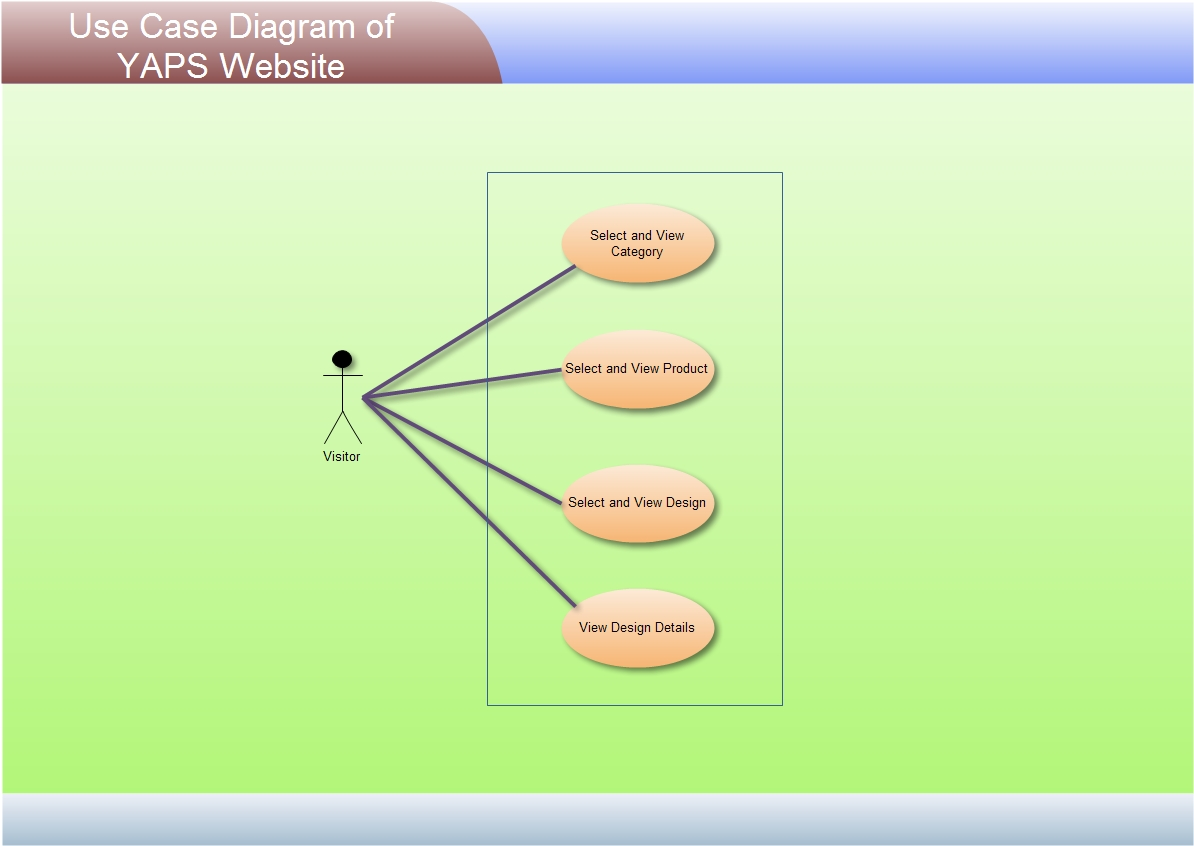 Use Case Diagram of
YAPS Website
Select and View
Category
Select and View Product
Visitor
Select and View Design
View Design Details